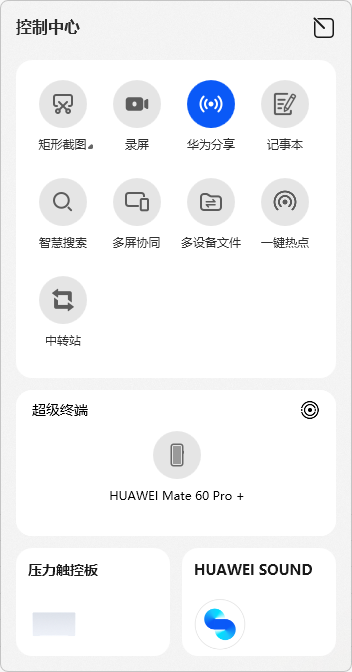 控制中心
矩形截图 录屏 华为分享 记事本
智慧搜索 多屏协同 多设备文件 一键热点
中转站
超级终端
HUAWEI Mate 60 Pro +
压力触控板 HUAWEI SOUND